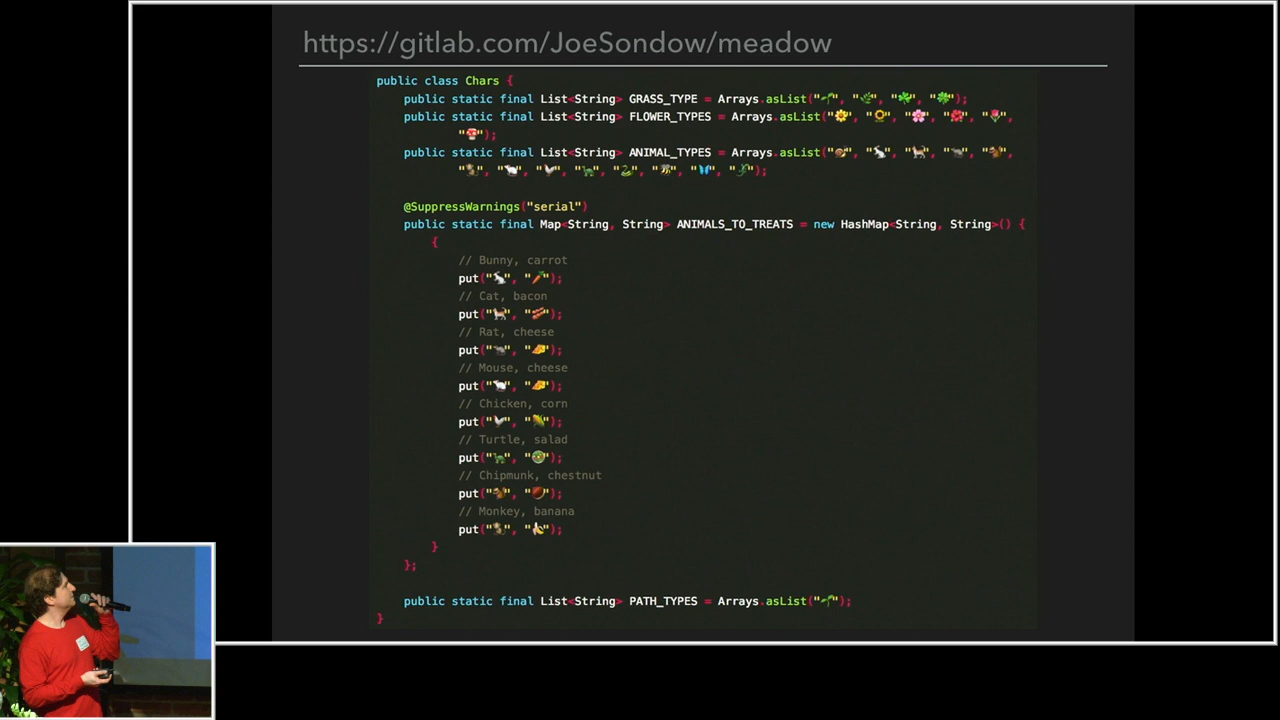 https://gitlab.com/JoeSondow/meadow
public class Chars {
public static final List<String> GRASS_TYPE = Arrays.asList("🌱", "🌿", "☘️", "🍀");
public static final List<String> FLOWER_TYPES = Arrays.asList("🌼", "🌻", "🌸", "🌺", "🌷",
"🍄");
public static final List<String> ANIMAL_TYPES = Arrays.asList("🐌", "🐇", "🐈", "🐀", "🐿",
"🐒", "🐁", "🐓", "🐢", "🐍", "🐝", "🦋", "🦎");
@SuppressWarnings("serial")
public static final Map<String, String> ANIMALS_TO_TREATS = new HashMap<String, String>() {
{
// Bunny, carrot
put("🐇", "🥕");
// Cat, bacon
put("🐈", "🥓");
// Rat, cheese
put("🐀", "🧀");
// Mouse, cheese
put("🐁", "🧀");
// Chicken, corn
put("🐓", "🌽");
// Turtle, salad
put("🐢", "🥗");
// Chipmunk, chestnut
put("🐿", "🌰");
// Monkey, banana
put("🐒", "🍌");
}
};
public static final List<String> PATH_TYPES = Arrays.asList("🌱");
}